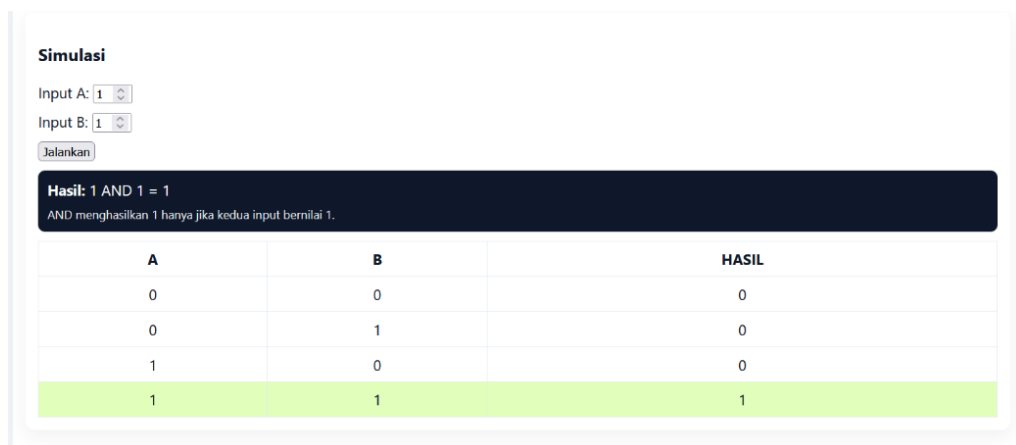 Simulasi
Input A: 1
Input B: 1
Jalankan
Hasil: 1 AND 1 = 1
AND menghasilkan 1 hanya jika kedua input bernilai 1.
A B HASIL
0 0 0
0 1 0
1 0 0
1 1 1